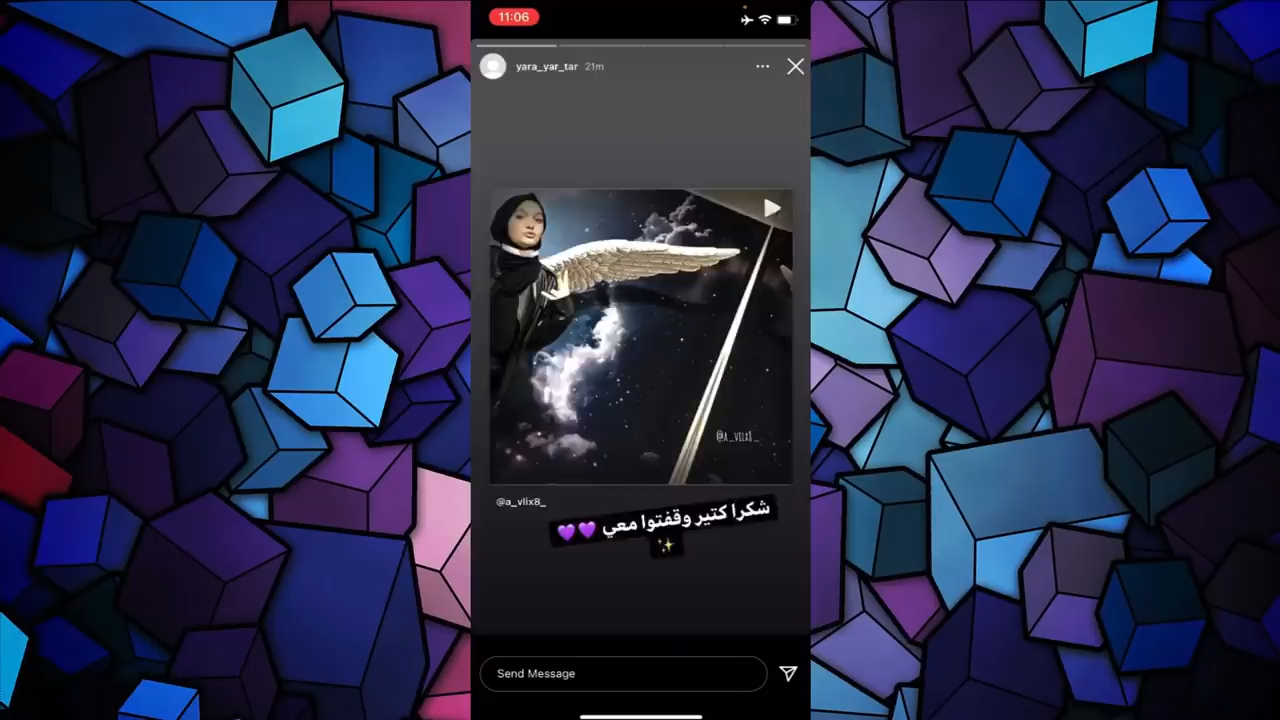 11:06
yara_yar_tar 21m
@a_vlix8_
@a_vlix8_
شكرا كتير وقفتوا معي 💜💜
✨
Send Message